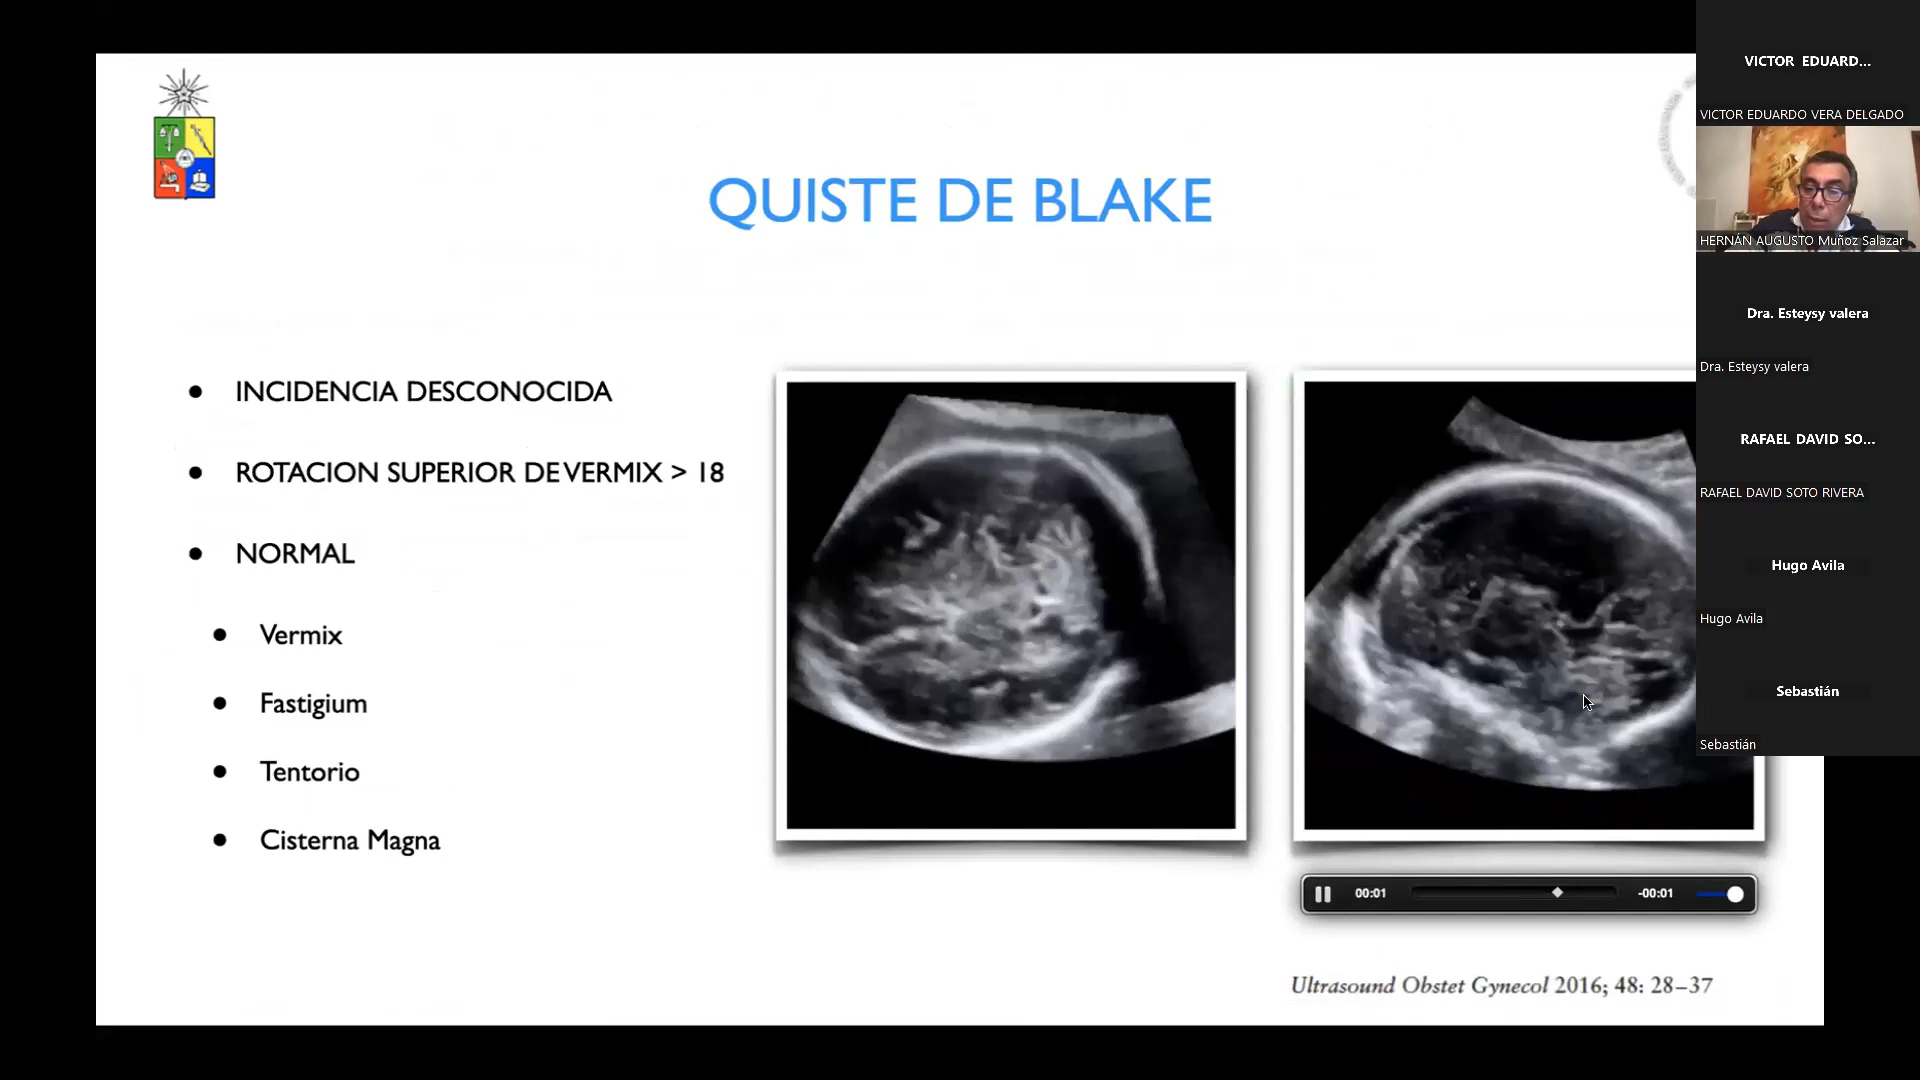 QUISTE DE BLAKE
INCIDENCIA DESCONOCIDA
ROTACION SUPERIOR DE VERMIX > 18
NORMAL
Vermix
Fastigium
Tentorio
Cisterna Magna
00:01
-00:01
Ultrasound Obstet Gynecol 2016; 48: 28–37
VICTOR EDUARD...
VICTOR EDUARDO VERA DELGADO
HERNÁN AUGUSTO Muñoz Salazar
Dra. Esteysy valera
Dra. Esteysy valera
RAFAEL DAVID SO...
RAFAEL DAVID SOTO RIVERA
Hugo Avila
Hugo Avila
Sebastián
Sebastián